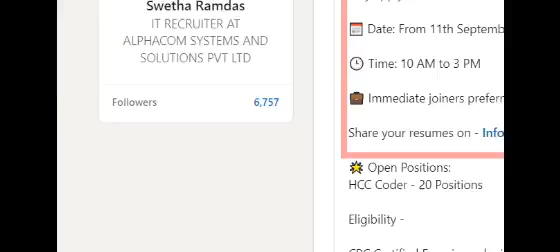 Swetha Ramdas
IT RECRUITER AT
ALPHACOM SYSTEMS AND
SOLUTIONS PVT LTD
Followers 6,757
Date: From 11th Septemb
Time: 10 AM to 3 PM
Immediate joiners preferr
Share your resumes on - Info
Open Positions:
HCC Coder - 20 Positions
Eligibility -